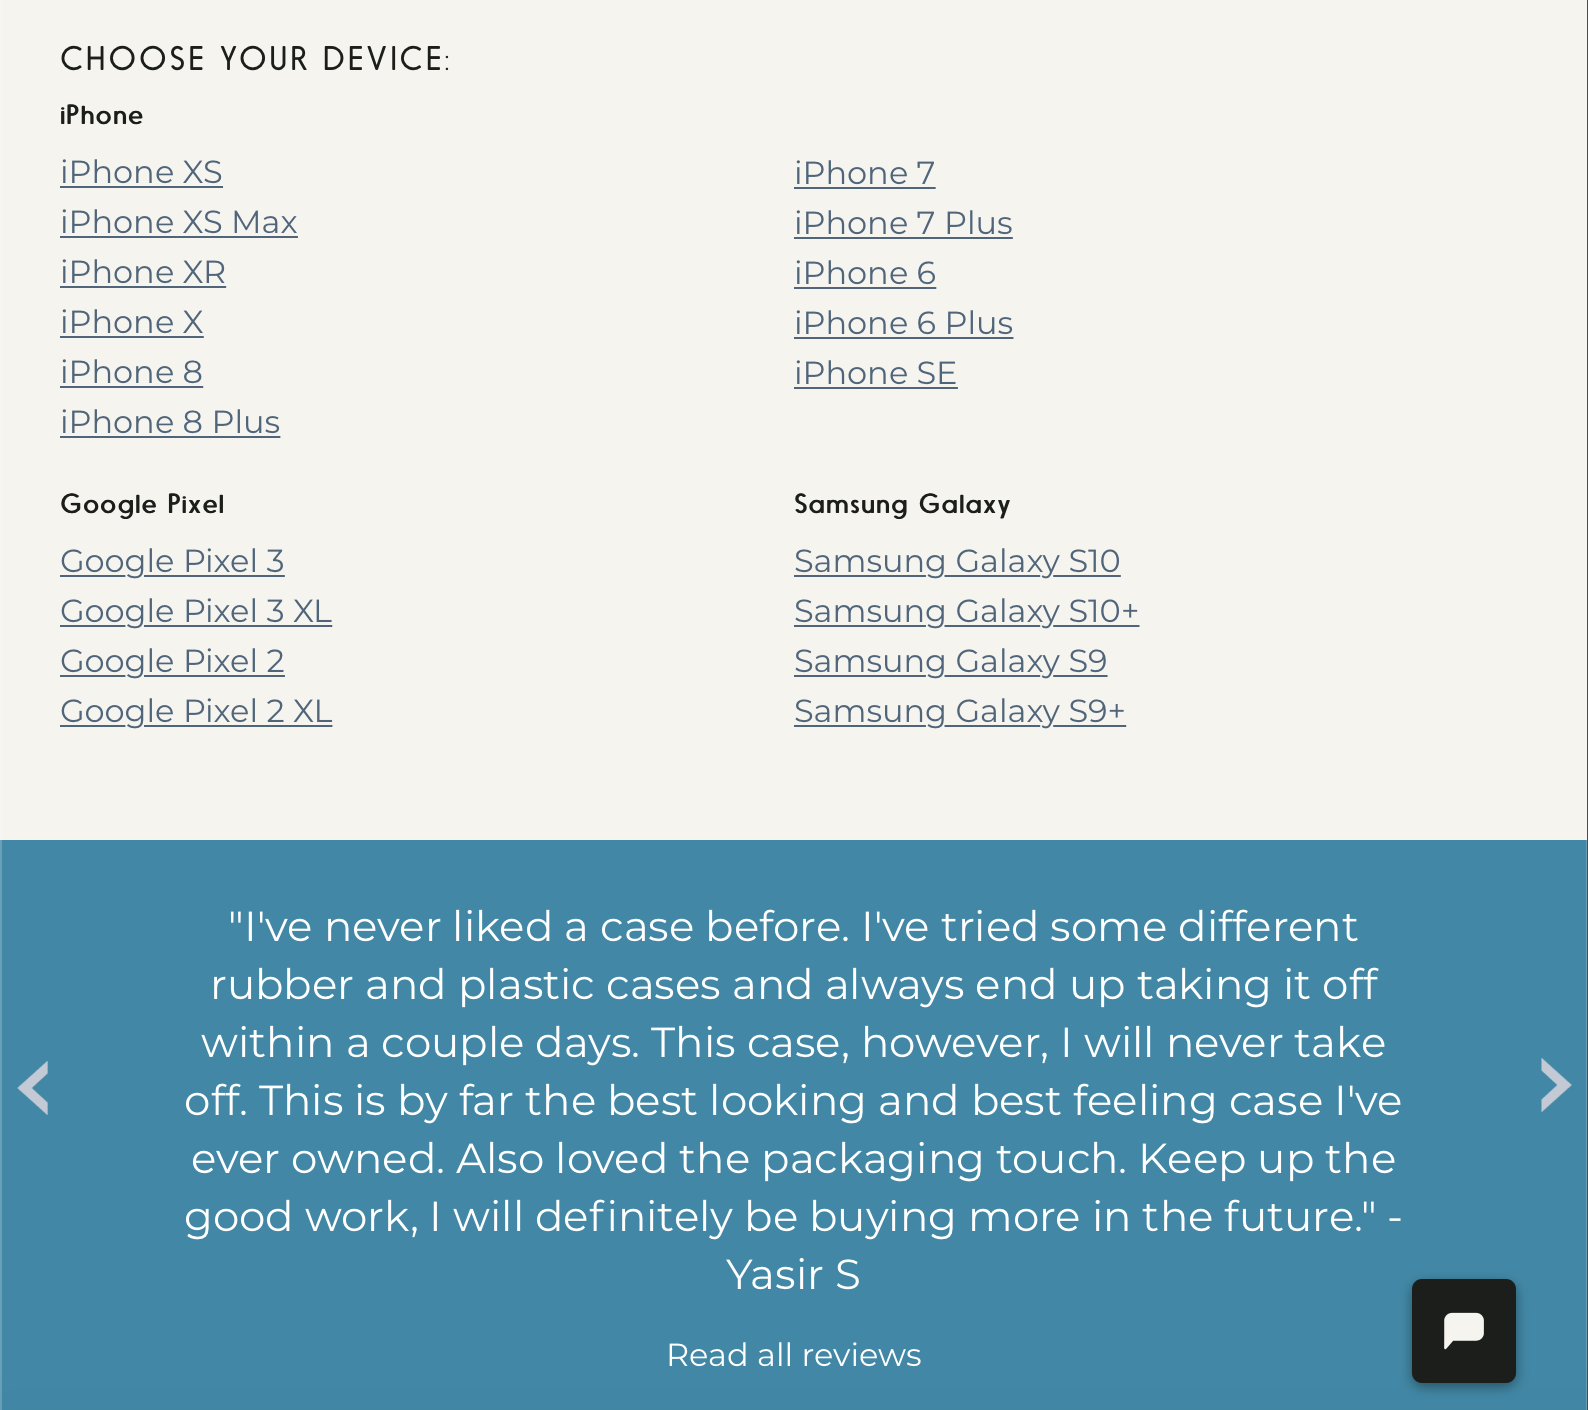 CHOOSE YOUR DEVICE:
iPhone
iPhone XS
iPhone XS Max
iPhone XR
iPhone X
iPhone 8
iPhone 8 Plus
iPhone 7
iPhone 7 Plus
iPhone 6
iPhone 6 Plus
iPhone SE
Google Pixel
Google Pixel 3
Google Pixel 3 XL
Google Pixel 2
Google Pixel 2 XL
Samsung Galaxy
Samsung Galaxy S10
Samsung Galaxy S10+
Samsung Galaxy S9
Samsung Galaxy S9+
"I've never liked a case before. I've tried some different
rubber and plastic cases and always end up taking it off
within a couple days. This case, however, I will never take
off. This is by far the best looking and best feeling case I've
ever owned. Also loved the packaging touch. Keep up the
good work, I will definitely be buying more in the future." -
Yasir S
Read all reviews